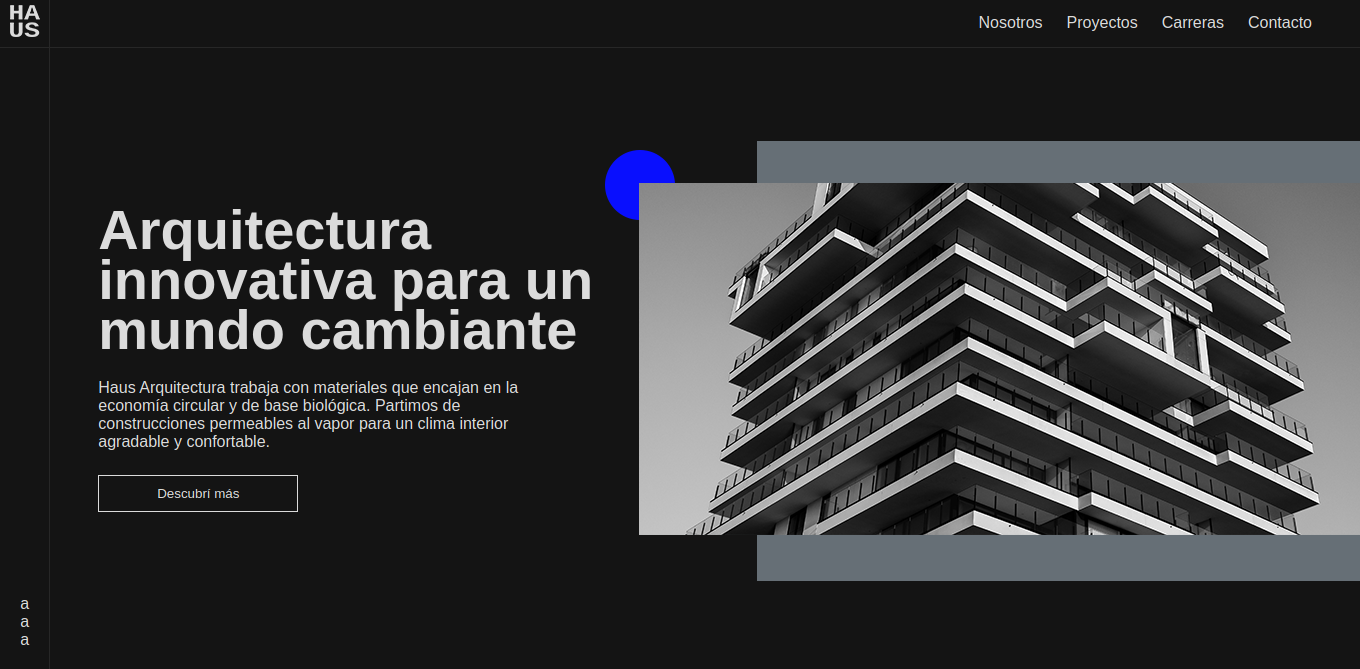 HA
US
Nosotros Proyectos Carreras Contacto
Arquitectura
innovativa para un
mundo cambiante
Haus Arquitectura trabaja con materiales que encajan en la
economía circular y de base biológica. Partimos de
construcciones permeables al vapor para un clima interior
agradable y confortable.
Descubrí más
a
a
a